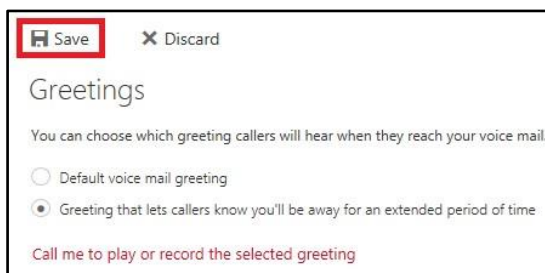 Save Discard
Greetings
You can choose which greeting callers will hear when they reach your voice mail.
Default voice mail greeting
Greeting that lets callers know you'll be away for an extended period of time
Call me to play or record the selected greeting